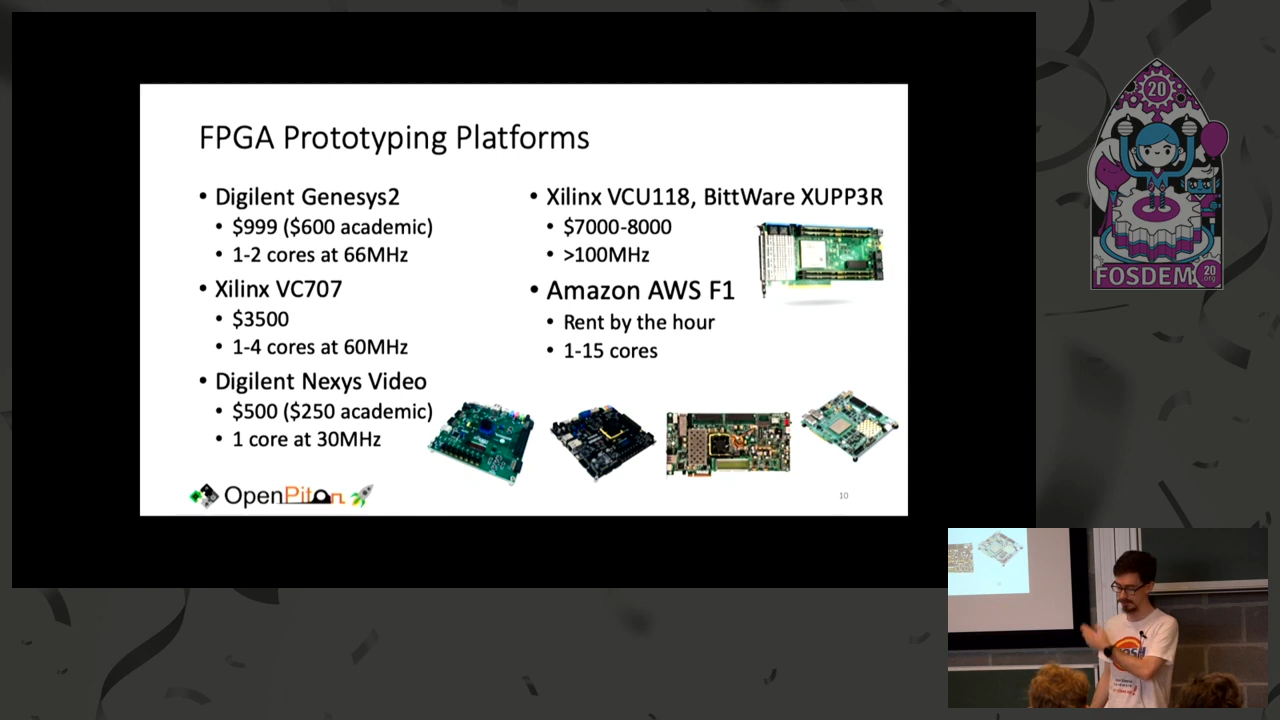 FPGA Prototyping Platforms
• Digilent Genesys2
• $999 ($600 academic)
• 1-2 cores at 66MHz
• Xilinx VC707
• $3500
• 1-4 cores at 60MHz
• Digilent Nexys Video
• $500 ($250 academic)
• 1 core at 30MHz
• Xilinx VCU118, BittWare XUPP3R
• $7000-8000
• >100MHz
• Amazon AWS F1
• Rent by the hour
• 1-15 cores
OpenPiton
10
20
FOSDEM
20
.org